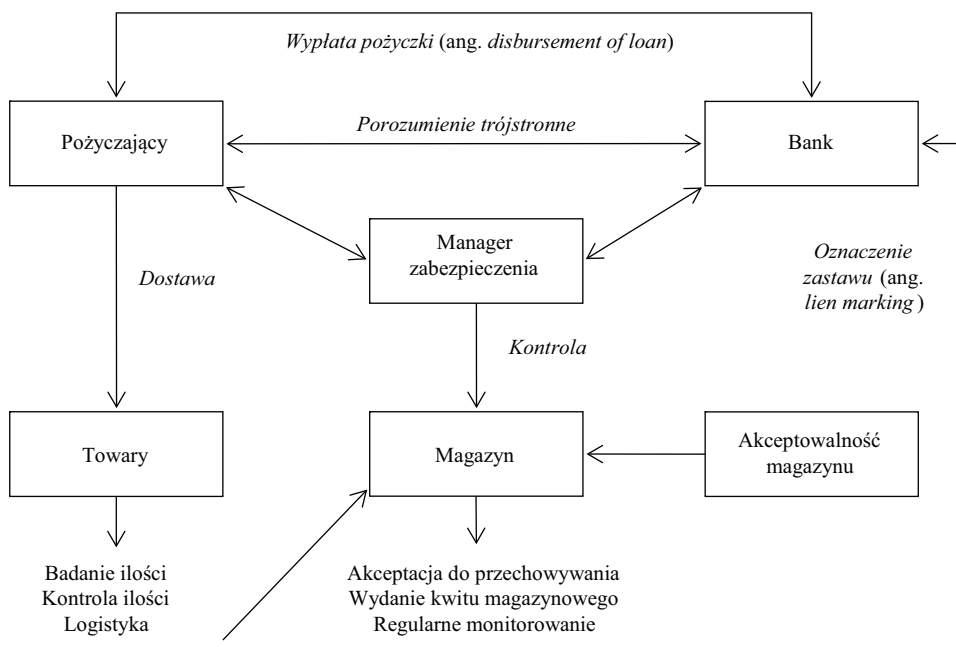 Wypłata pożyczki (ang. disbursement of loan)
Pożyczający
Porozumienie trójstronne
Bank
Manager
zabezpieczenia
Oznaczenie
zastawu (ang.
lien marking)
Dostawa
Kontrola
Towary
Magazyn
Akceptowalność
magazynu
Badanie ilości
Kontrola ilości
Logistyka
Akceptacja do przechowywania
Wydanie kwitu magazynowego
Regularne monitorowanie